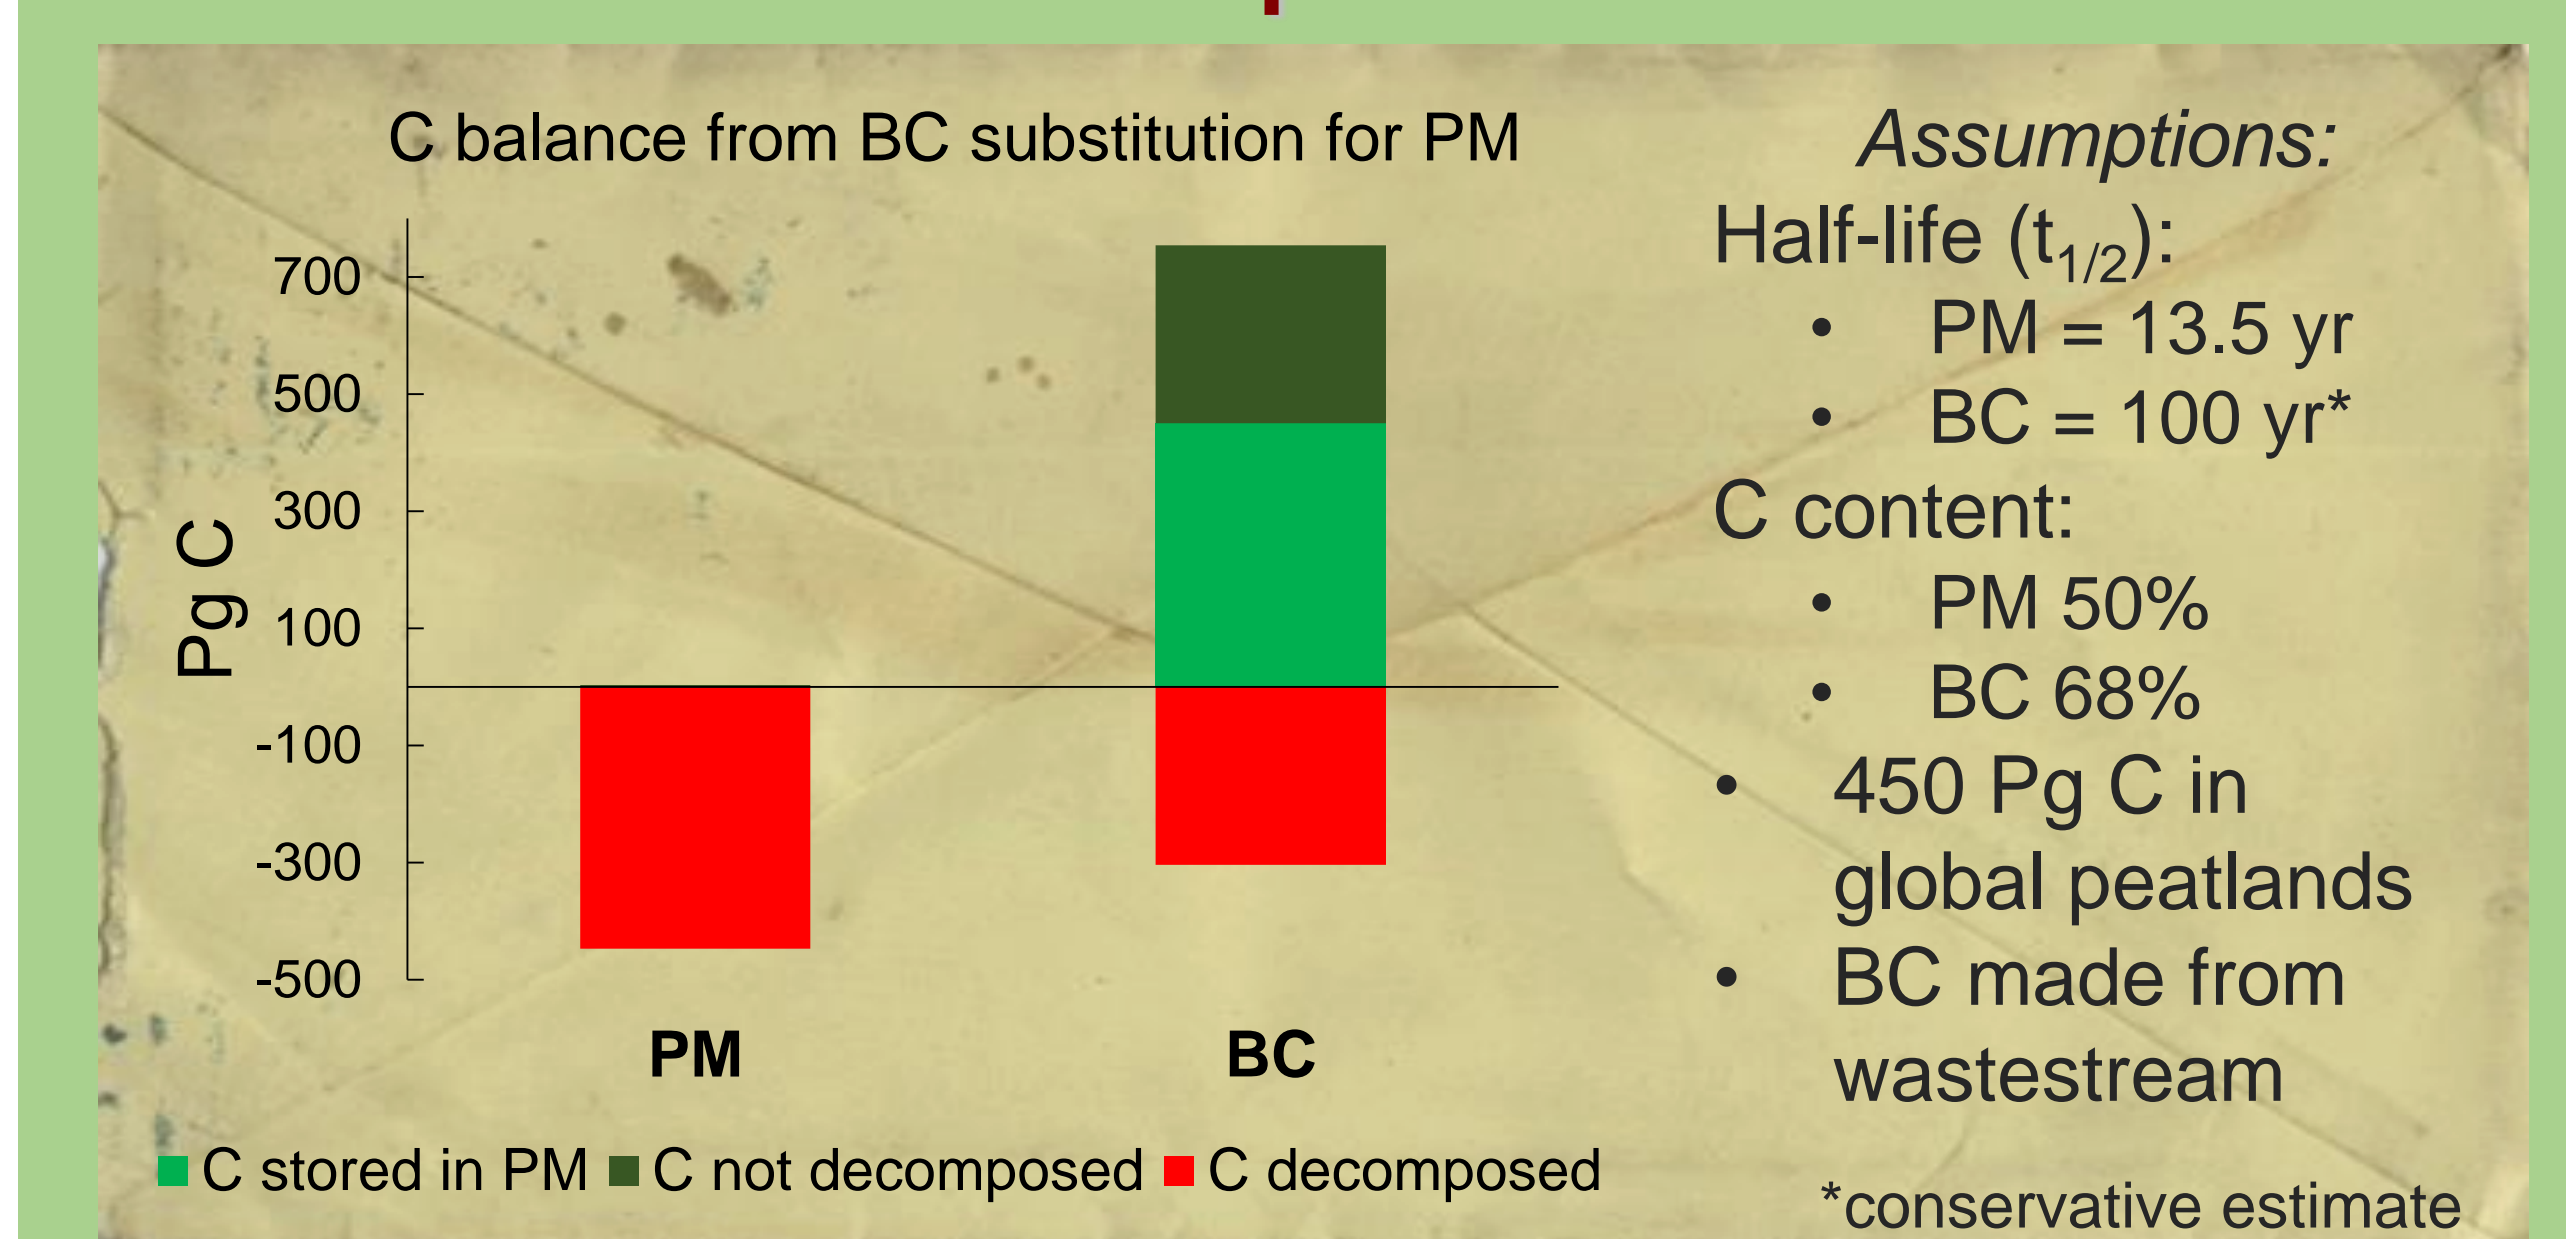 C balance from BC substitution for PM
700
500
300
100
-100
-300
-500
Pg C
PM
BC
C stored in PM
C not decomposed
C decomposed
Assumptions:
Half-life (t1/2):
• PM = 13.5 yr
• BC = 100 yr*
C content:
• PM 50%
• BC 68%
• 450 Pg C in
global peatlands
• BC made from
wastestream
*conservative estimate